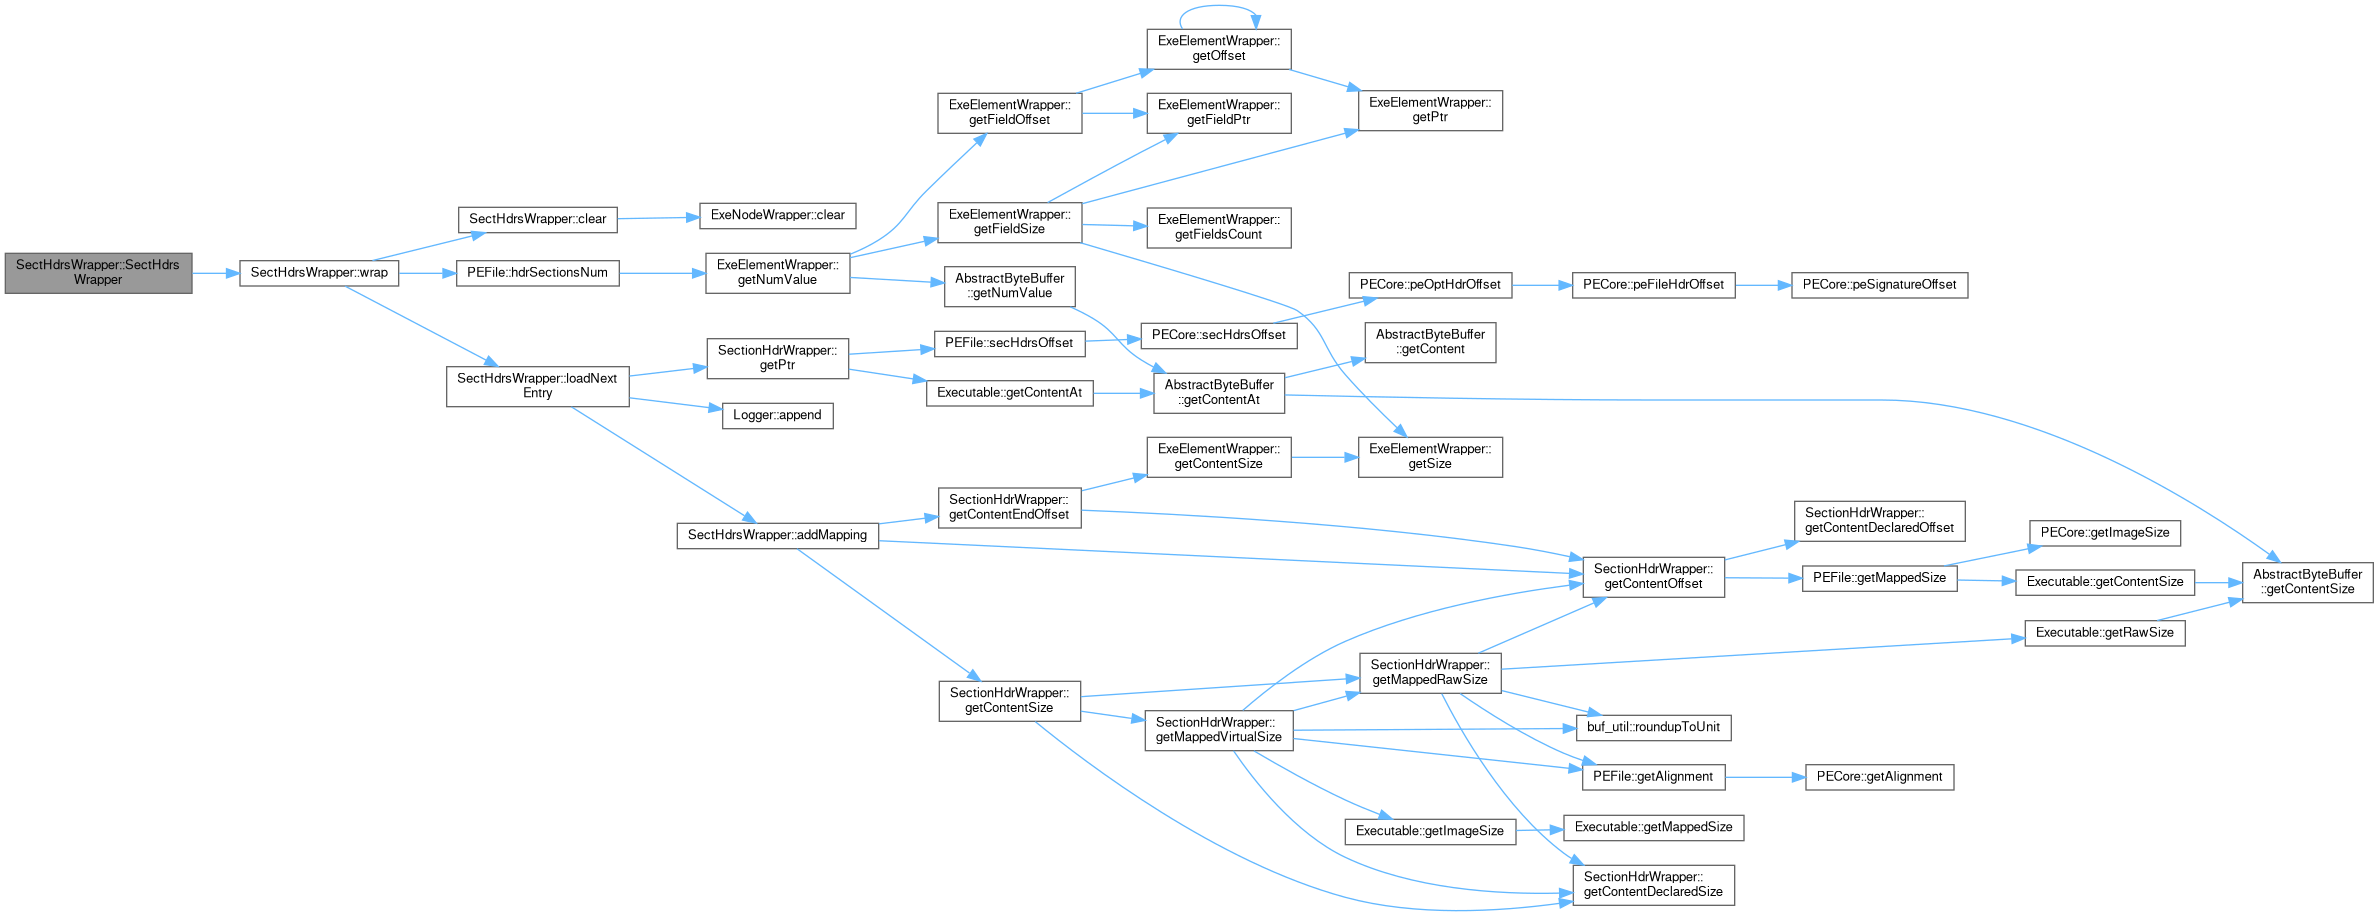 SectHdrsWrapper::SectHdrs
Wrapper
SectHdrsWrapper::wrap
SectHdrsWrapper::clear
ExeNodeWrapper::clear
PEFile::hdrSectionsNum
ExeElementWrapper::
getNumValue
ExeElementWrapper::
getFieldOffset
ExeElementWrapper::
getOffset
ExeElementWrapper::
getFieldPtr
ExeElementWrapper::
getPtr
ExeElementWrapper::
getFieldSize
ExeElementWrapper::
getFieldsCount
AbstractByteBuffer
::getNumValue
SectHdrsWrapper::loadNext
Entry
SectionHdrWrapper::
getPtr
Logger::append
PEFile::secHdrsOffset
PECore::secHdrsOffset
PECore::peOptHdrOffset
PECore::peFileHdrOffset
PECore::peSignatureOffset
Executable::getContentAt
AbstractByteBuffer
::getContentAt
AbstractByteBuffer
::getContent
ExeElementWrapper::
getContentSize
ExeElementWrapper::
getSize
SectHdrsWrapper::addMapping
SectionHdrWrapper::
getContentEndOffset
SectionHdrWrapper::
getContentOffset
SectionHdrWrapper::
getContentDeclaredOffset
PEFile::getMappedSize
PECore::getImageSize
Executable::getContentSize
AbstractByteBuffer
::getContentSize
Executable::getRawSize
SectionHdrWrapper::
getContentSize
SectionHdrWrapper::
getMappedVirtualSize
SectionHdrWrapper::
getMappedRawSize
buf_util::roundupToUnit
PEFile::getAlignment
PECore::getAlignment
Executable::getImageSize
Executable::getMappedSize
SectionHdrWrapper::
getContentDeclaredSize